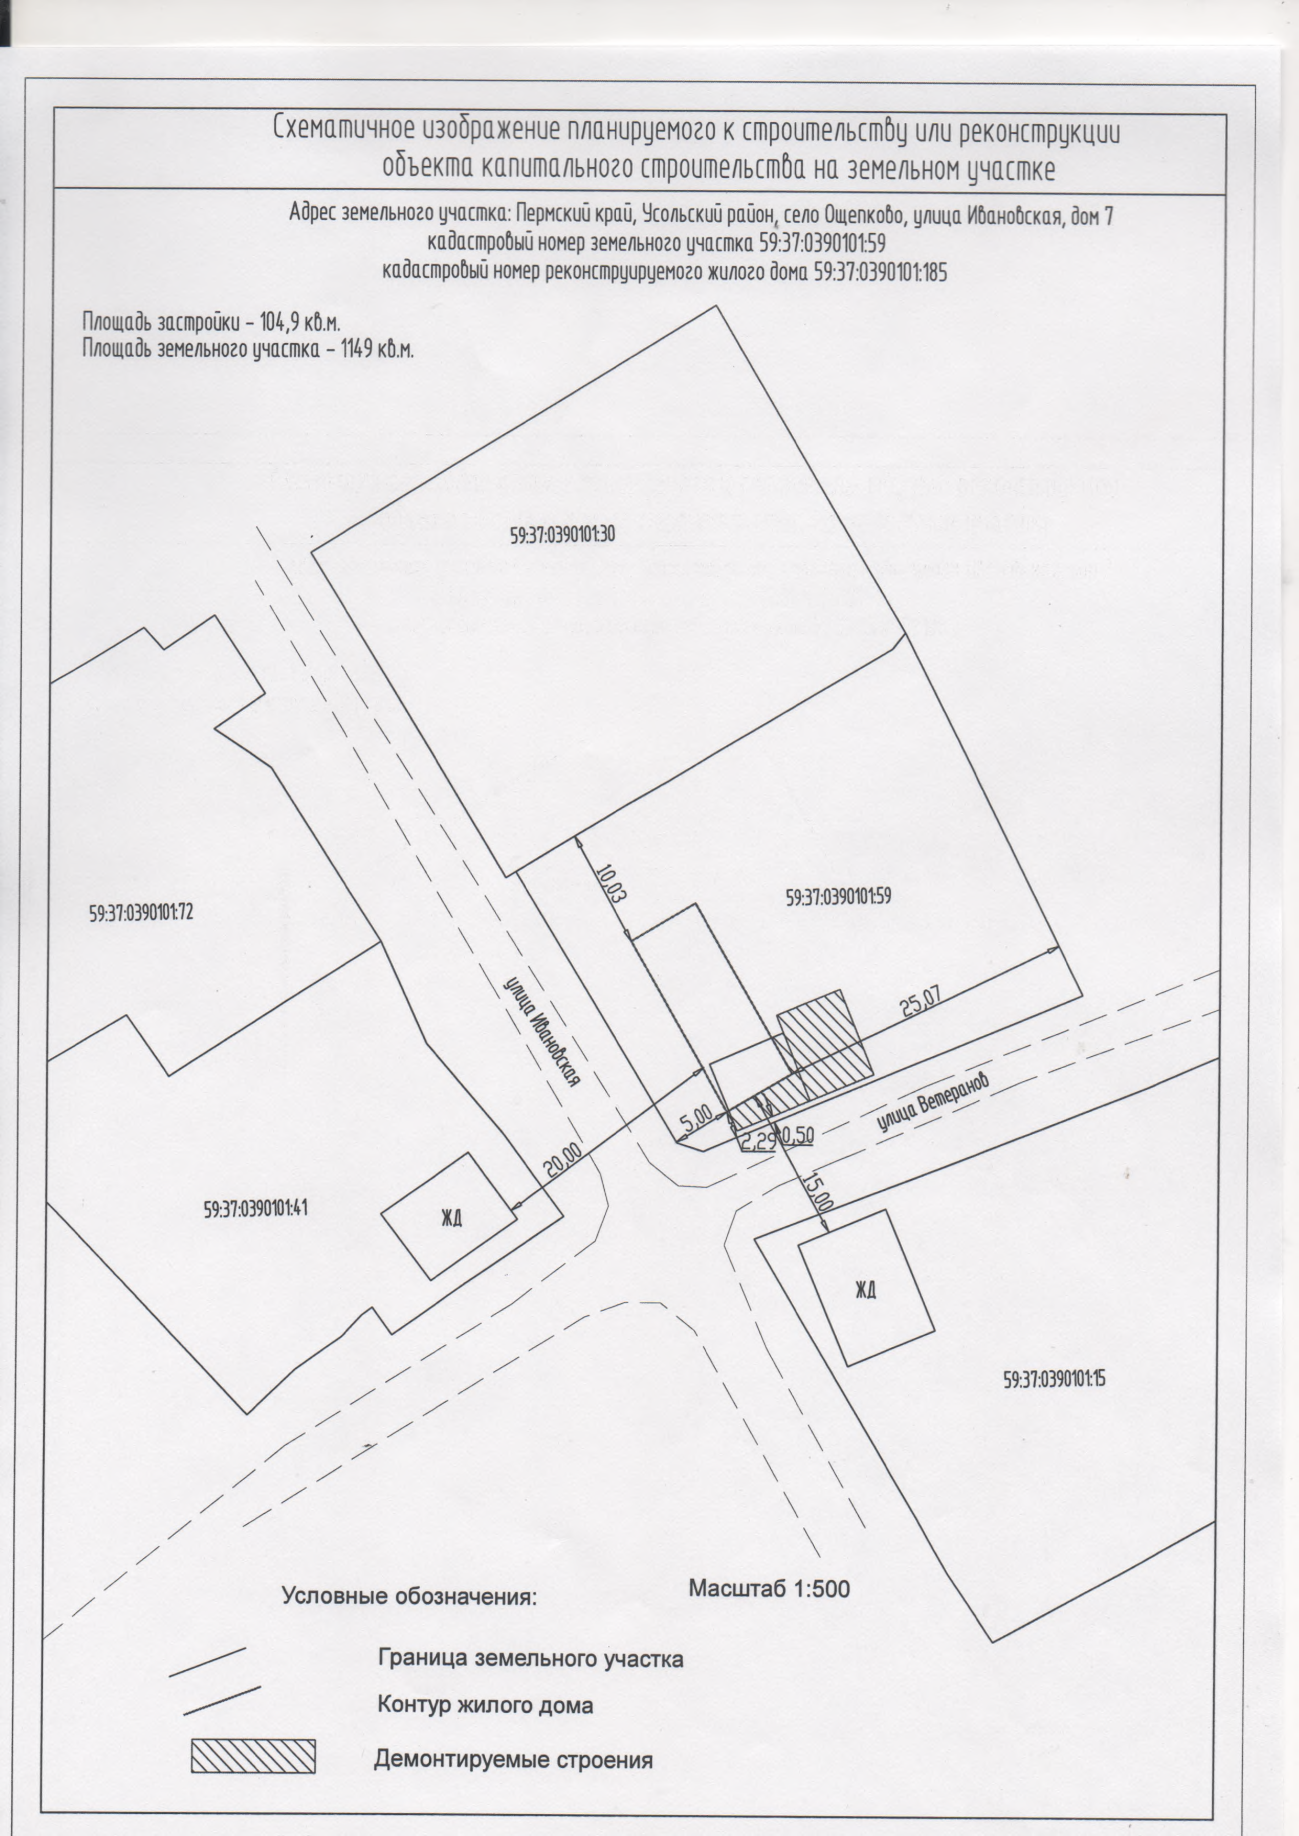 Схематичное изображение планируемого к строительству или реконструкции
объекта капитального строительства на земельном участке
Адрес земельного участка: Пермский край, Усольский район, село Ощепково, улица Ивановская, дом 7
кадастровый номер земельного участка 59:37:0390101:59
кадастровый номер реконструируемого жилого дома 59:37:0390101:185
Площадь застройки - 104,9 кв.м.
Площадь земельного участка - 1149 кв.м.
59:37:0390101:30
10,03
59:37:0390101:59
59:37:0390101:72
улица Ивановская
25,07
улица Ветеранов
5,00
2,29
0,50
20,00
15,00
59:37:0390101:41
ЖД
ЖД
59:37:0390101:15
Условные обозначения:
Масштаб 1:500
Граница земельного участка
Контур жилого дома
Демонтируемые строения